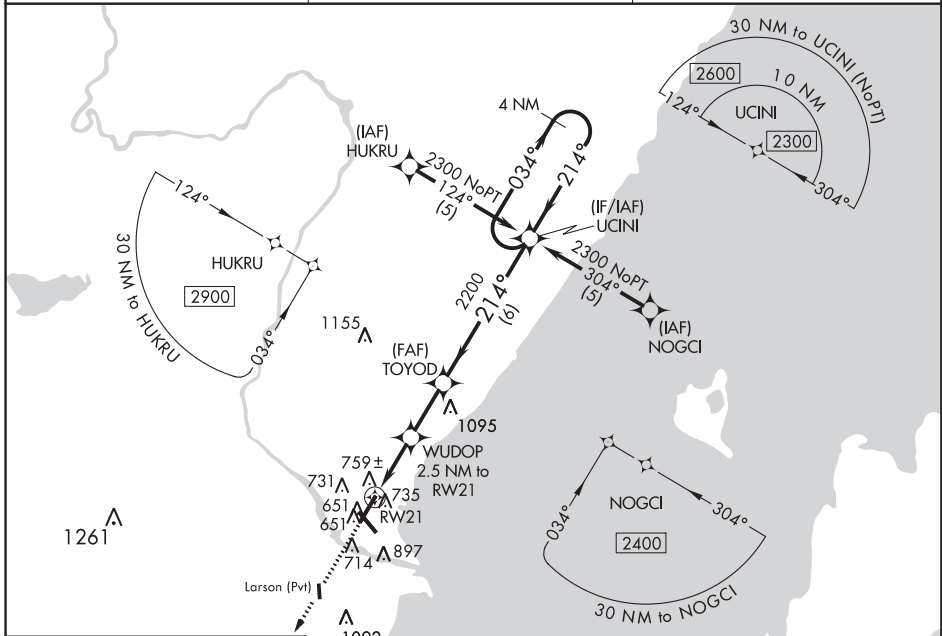 30 NM to UCINI (NoPT)
2600
10 NM
124°
UCINI
2300
304°
4 NM
034°
214°
(IAF)
HUKRU
2300 NoPT
124°
(5)
(IF/IAF)
UCINI
2300 NoPT
304°
(5)
(IAF)
NOGCI
124°
HUKRU
2900
30 NM to HUKRU
034°
2200
214°
(6)
1155
(FAF)
TOYOD
1095
WUDOP
2.5 NM to
RW21
759±
731
735
651
RW21
651
714
897
1261
Larson (Pvt)
NOGCI
034°
304°
2400
30 NM to NOGCI